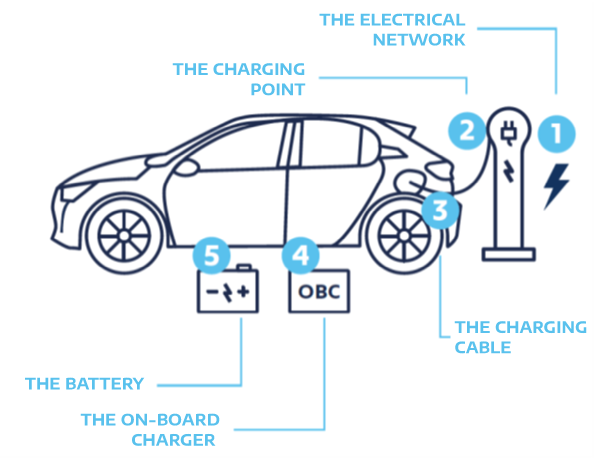 THE ELECTRICAL
NETWORK
THE CHARGING
POINT
2
1
3
5
4
OBC
THE CHARGING
CABLE
THE BATTERY
THE ON-BOARD
CHARGER